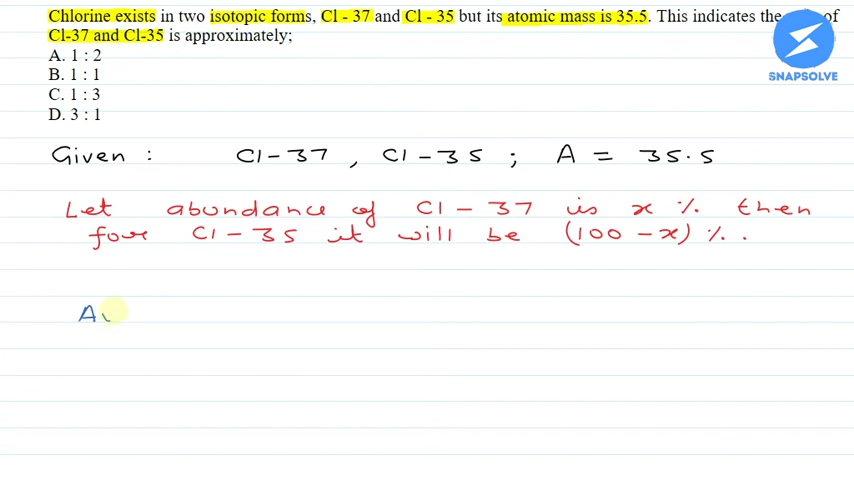 Chlorine exists in two isotopic forms, Cl - 37 and Cl - 35 but its atomic mass is 35.5. This indicates the of
Cl-37 and Cl-35 is approximately;
A. 1 : 2
B. 1 : 1
C. 1 : 3
D. 3 : 1
SNAPSOLVE
Given : Cl-37 , Cl-35 ; A = 35.5
Let abundance of Cl-37 is x % then
for Cl-35 it will be (100 - x) % .